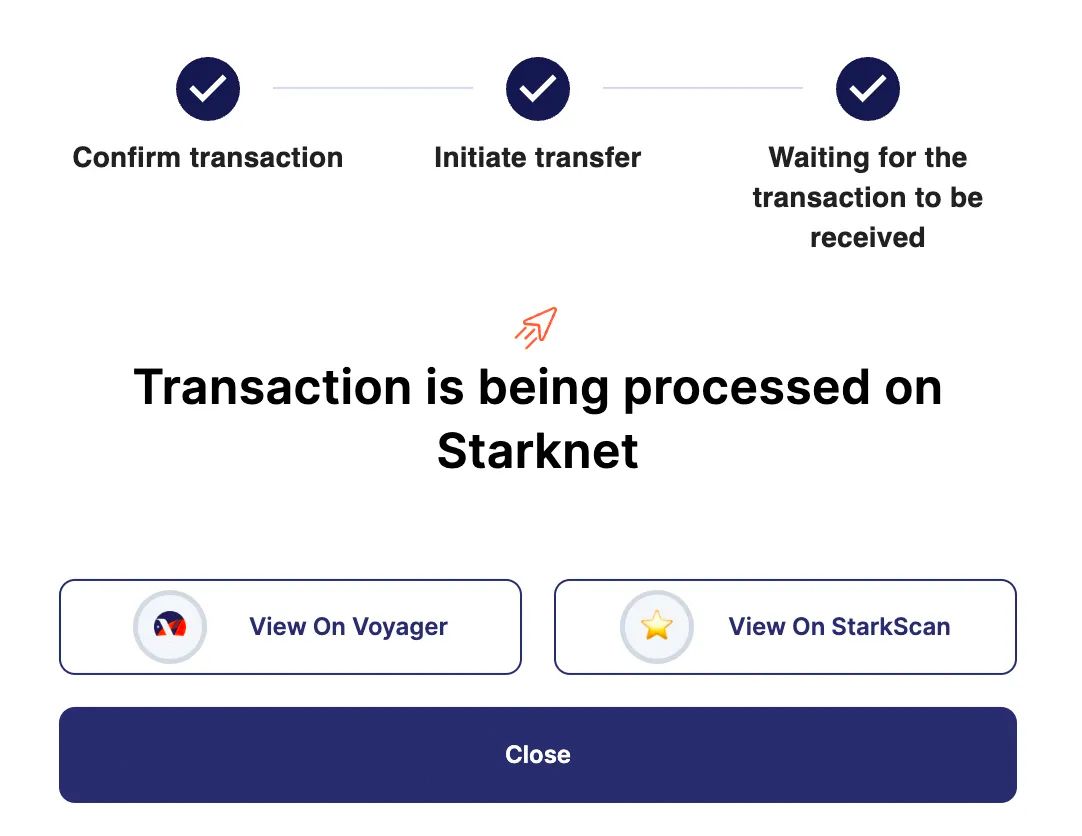 Confirm transaction
Initiate transfer
Waiting for the
transaction to be
received
Transaction is being processed on
Starknet
View On Voyager
View On StarkScan
Close